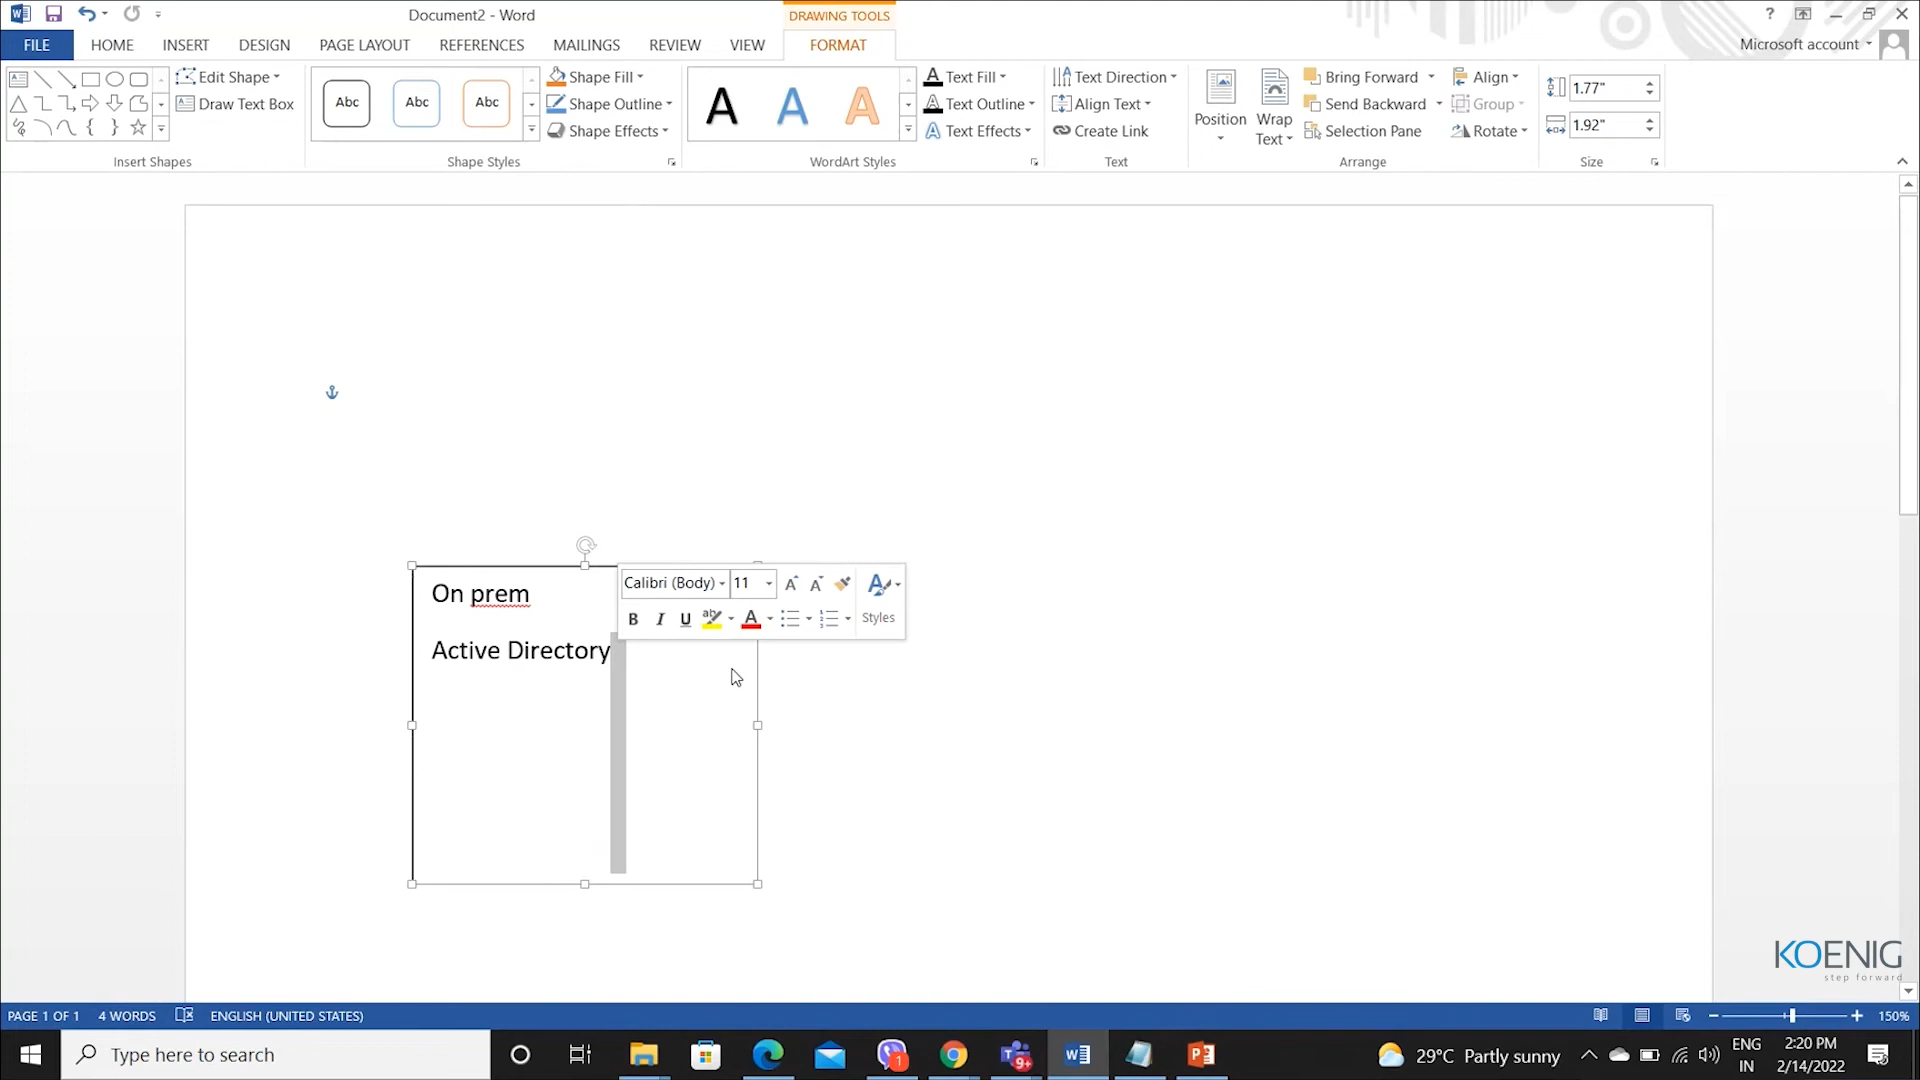 Document2 - Word
DRAWING TOOLS
?
FILE
HOME
INSERT
DESIGN
PAGE LAYOUT
REFERENCES
MAILINGS
REVIEW
VIEW
FORMAT
Microsoft account
Edit Shape
Draw Text Box
Insert Shapes
Abc
Abc
Abc
Shape Fill
Shape Outline
Shape Effects
Shape Styles
A A A
Text Fill
Text Outline
Text Effects
WordArt Styles
Text Direction
Align Text
Create Link
Text
Position
Wrap
Text
Bring Forward
Send Backward
Selection Pane
Align
Group
Rotate
Arrange
1.77"
1.92"
Size
On prem
Active Directory
Calibri (Body)
11
B I U
Styles
KOENIG
step forward
PAGE 1 OF 1
4 WORDS
ENGLISH (UNITED STATES)
150%
Type here to search
1
9+
29°C Partly sunny
ENG
IN
2:20 PM
2/14/2022